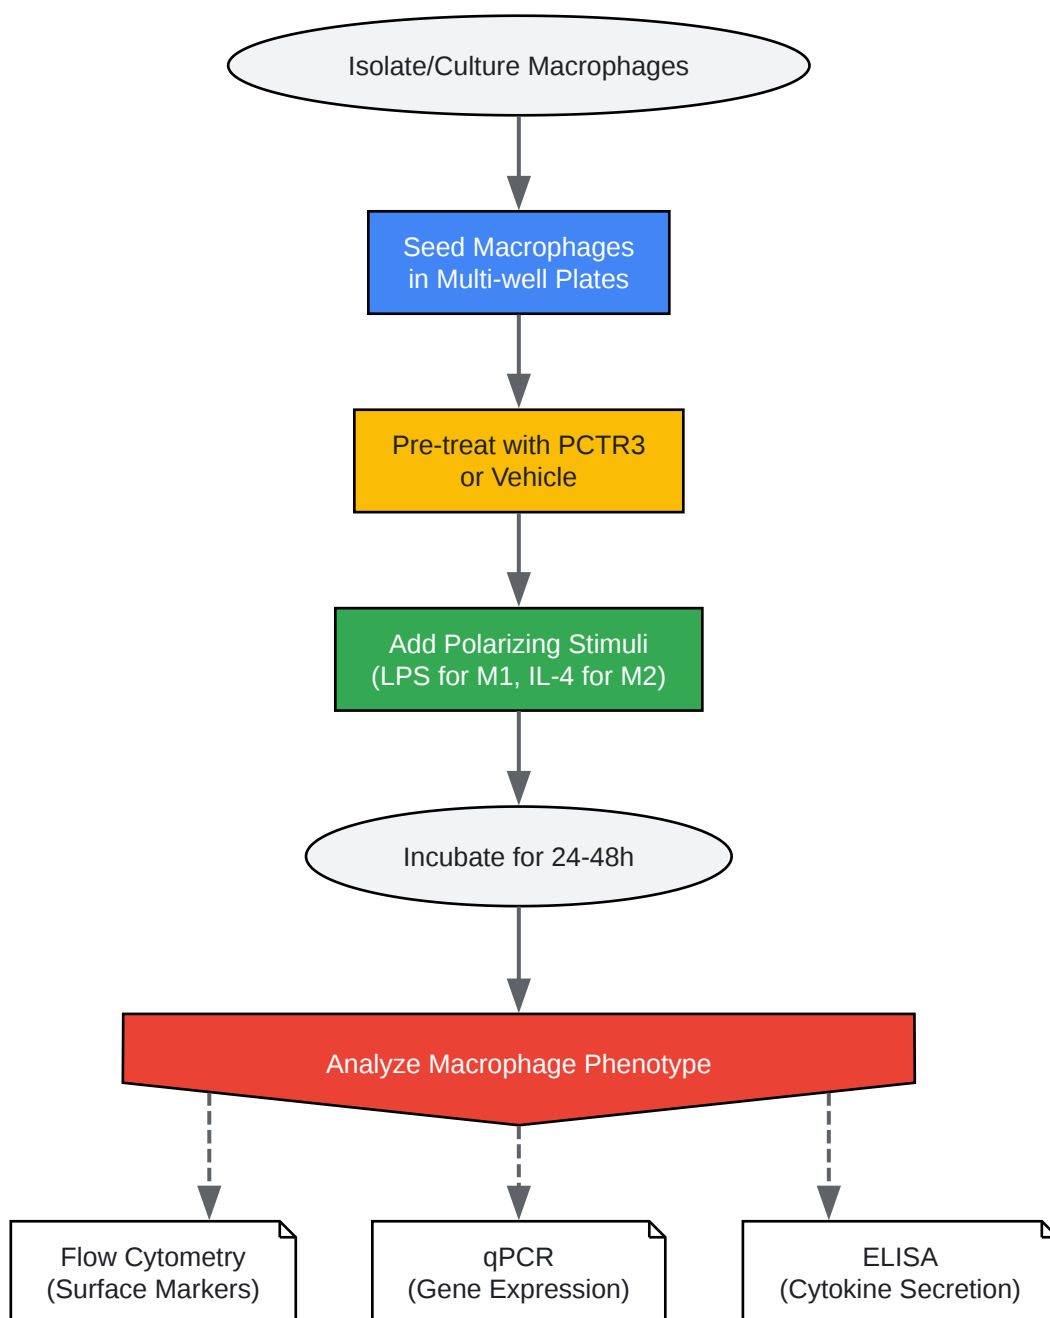 Isolate/Culture Macrophages
Seed Macrophages
in Multi-well Plates
Pre-treat with PCTR3
or Vehicle
Add Polarizing Stimuli
(LPS for M1, IL-4 for M2)
Incubate for 24-48h
Analyze Macrophage Phenotype
Flow Cytometry
(Surface Markers)
qPCR
(Gene Expression)
ELISA
(Cytokine Secretion)